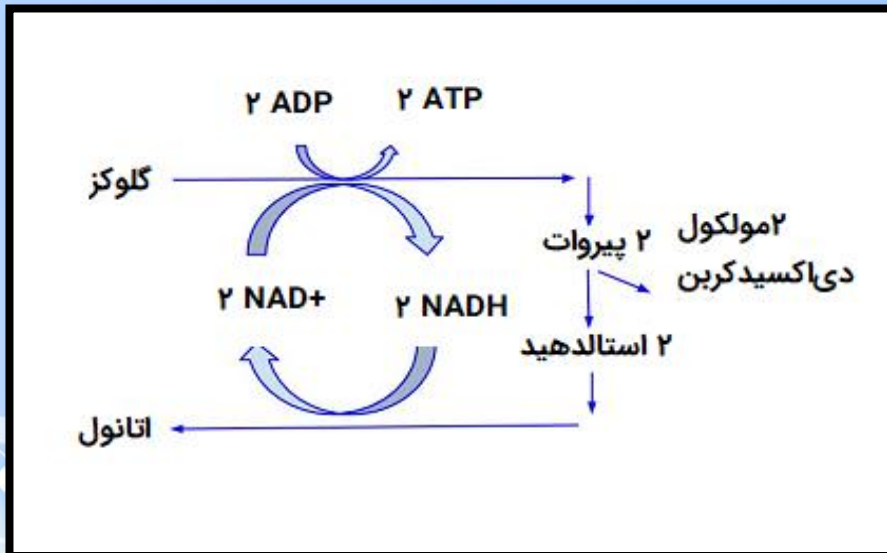 ۲ ADP
۲ ATP
گلوکز
۲ پیروات
۲مولکول
دی‌اکسیدکربن
۲ NAD+
۲ NADH
۲ استالدهید
اتانول